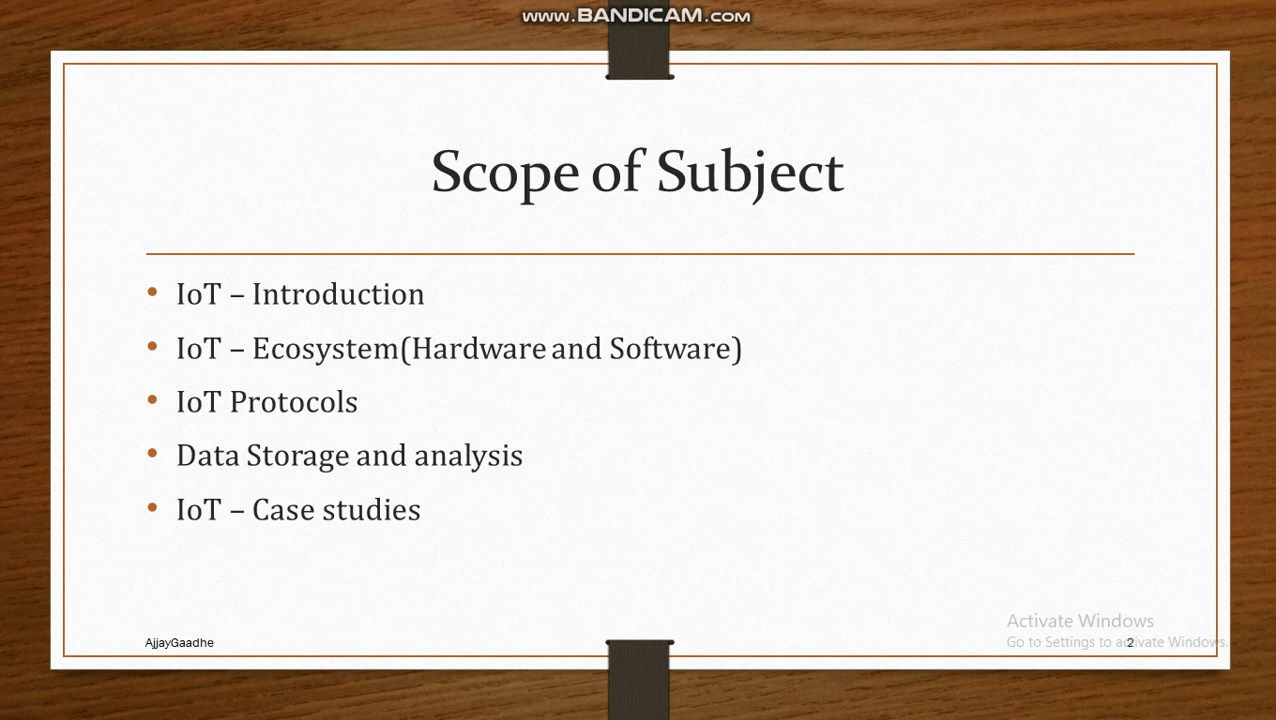 www.BANDICAM.com
Scope of Subject
• IoT – Introduction
• IoT – Ecosystem(Hardware and Software)
• IoT Protocols
• Data Storage and analysis
• IoT – Case studies
Activate Windows
Go to Settings to activate Windows.
AjjayGaadhe
2